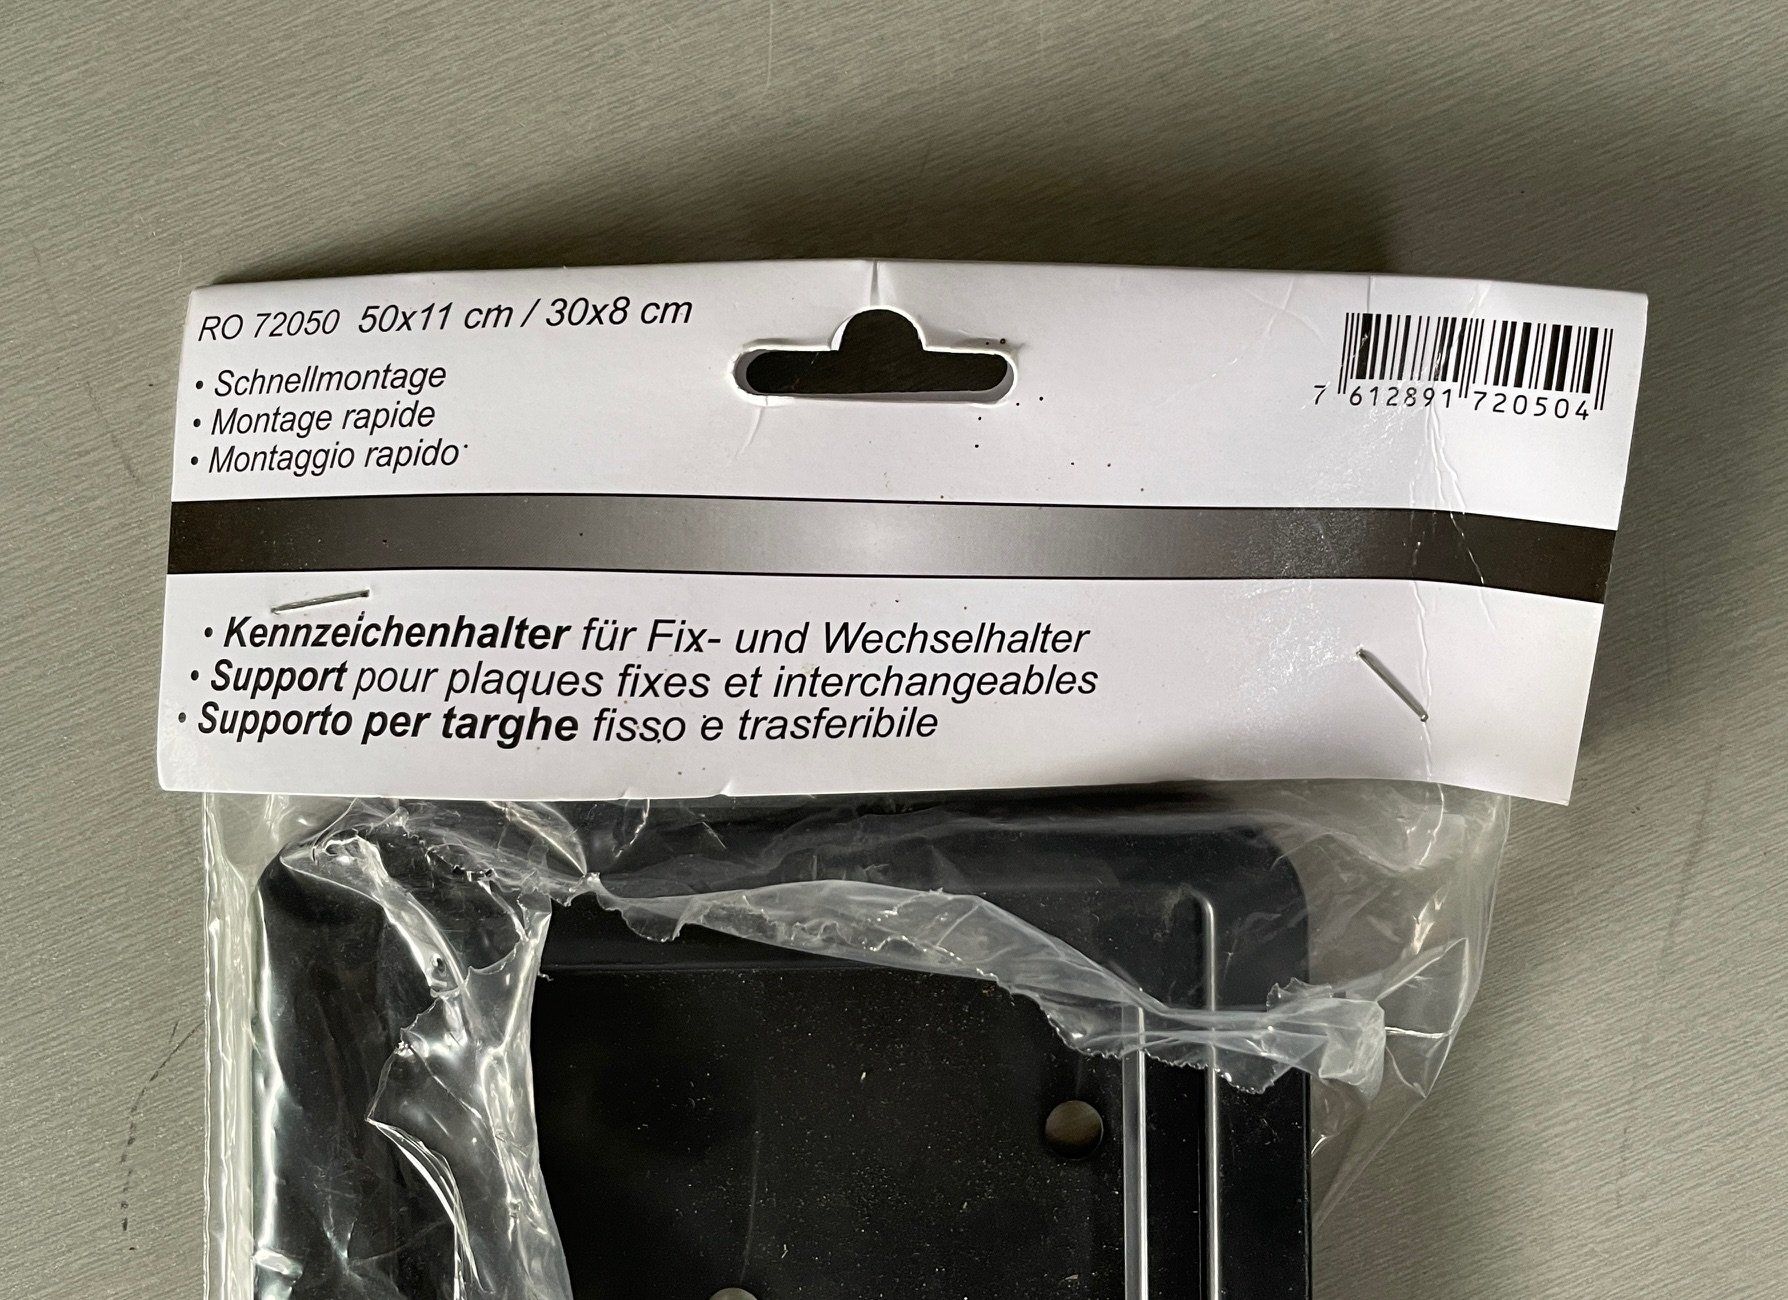 RO 72050 50x11 cm / 30x8 cm
• Schnellmontage
• Montage rapide
• Montaggio rapido
7 612891 720504
• Kennzeichenhalter für Fix- und Wechselhalter
• Support pour plaques fixes et interchangeables
• Supporto per targhe fisso e trasferibile